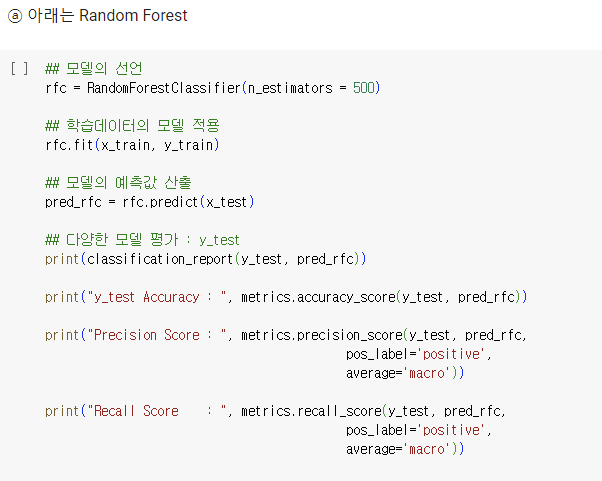 ⓐ 아래는 Random Forest
[ ] ## 모델의 선언
rfc = RandomForestClassifier(n_estimators = 500)
## 학습데이터의 모델 적용
rfc.fit(x_train, y_train)
## 모델의 예측값 산출
pred_rfc = rfc.predict(x_test)
## 다양한 모델 평가 : y_test
print(classification_report(y_test, pred_rfc))
print("y_test Accuracy : ", metrics.accuracy_score(y_test, pred_rfc))
print("Precision Score : ", metrics.precision_score(y_test, pred_rfc,
pos_label='positive',
average='macro'))
print("Recall Score    : ", metrics.recall_score(y_test, pred_rfc,
pos_label='positive',
average='macro'))